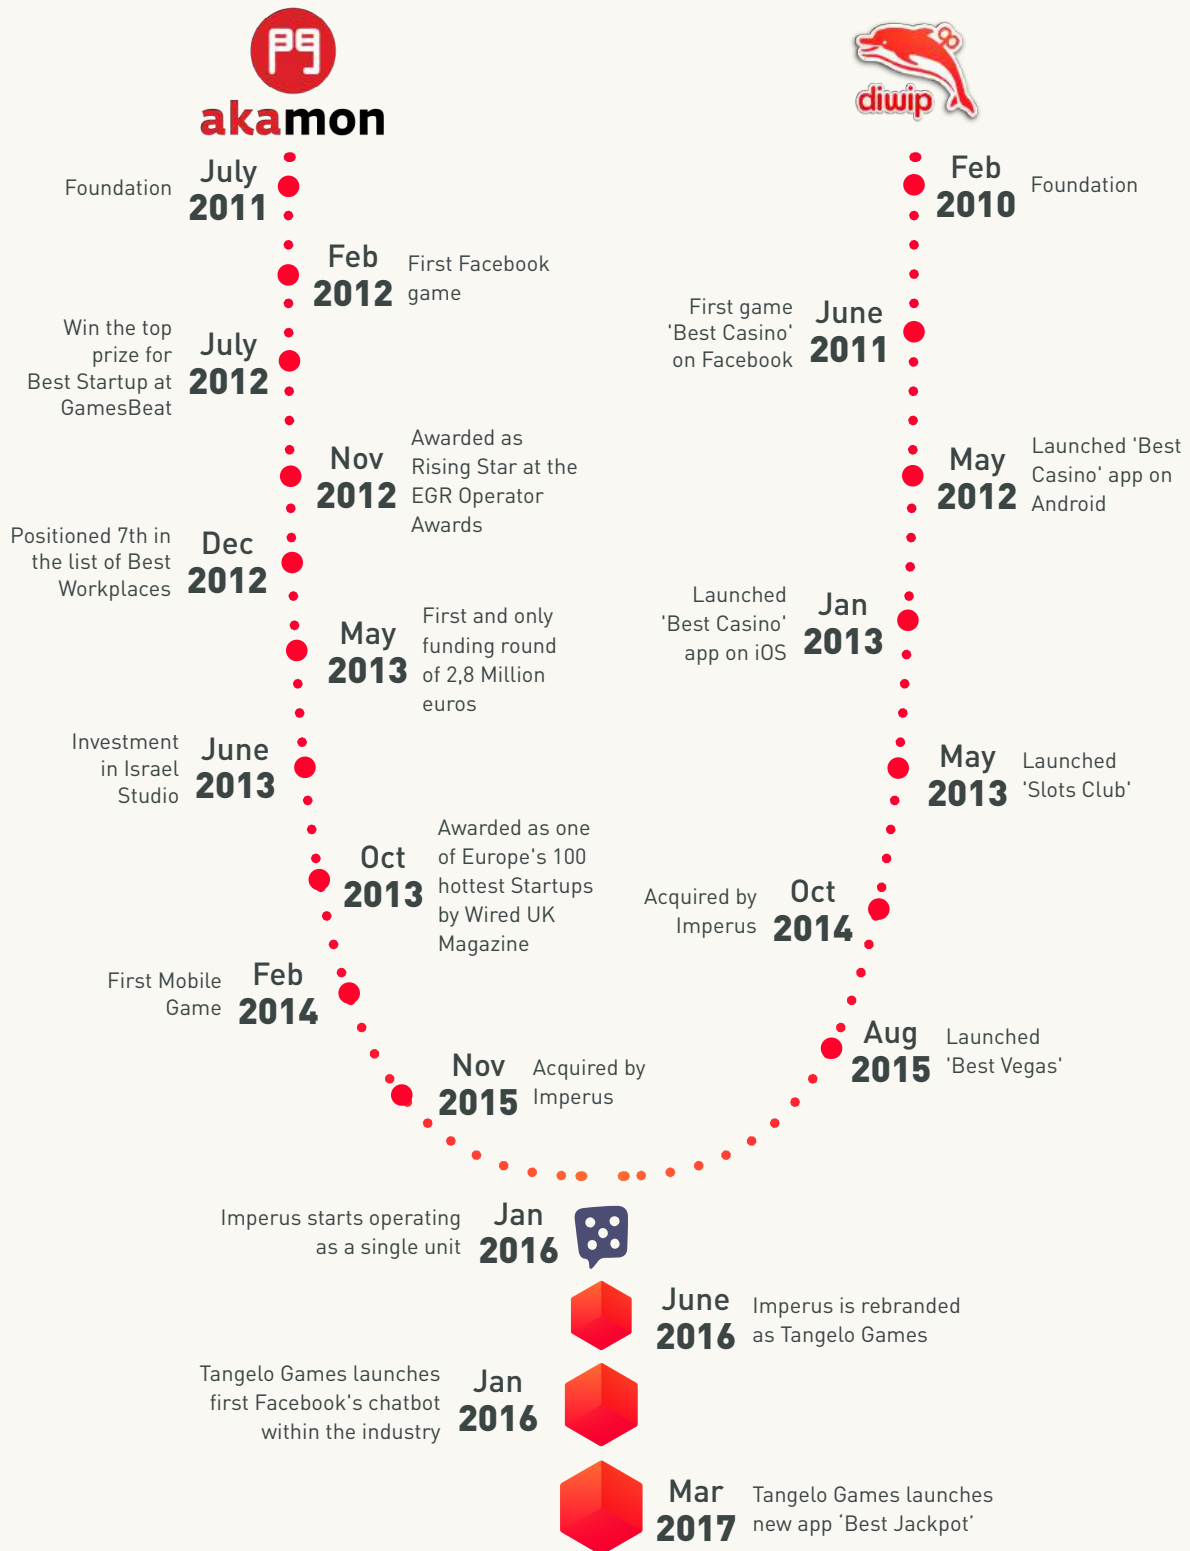 akamon
diwip
July
2011
Foundation
Feb
2012
First Facebook
game
Win the top
prize for
Best Startup at
GamesBeat
July
2012
Nov
2012
Awarded as
Rising Star at the
EGR Operator
Awards
Positioned 7th in
the list of Best
Workplaces
Dec
2012
May
2013
First and only
funding round
of 2,8 Million
euros
Investment
in Israel
Studio
June
2013
Oct
2013
Awarded as one
of Europe's 100
hottest Startups
by Wired UK
Magazine
First Mobile
Game
Feb
2014
Nov
2015
Acquired by
Imperus
Feb
2010
Foundation
First game
'Best Casino'
on Facebook
June
2011
May
2012
Launched 'Best
Casino' app on
Android
Launched
'Best Casino'
app on iOS
Jan
2013
May
2013
Launched
'Slots Club'
Acquired by
Imperus
Oct
2014
Aug
2015
Launched
'Best Vegas'
Imperus starts operating
as a single unit
Jan
2016
June
2016
Imperus is rebranded
as Tangelo Games
Tangelo Games launches
first Facebook's chatbot
within the industry
Jan
2016
Mar
2017
Tangelo Games launches
new app ‘Best Jackpot’